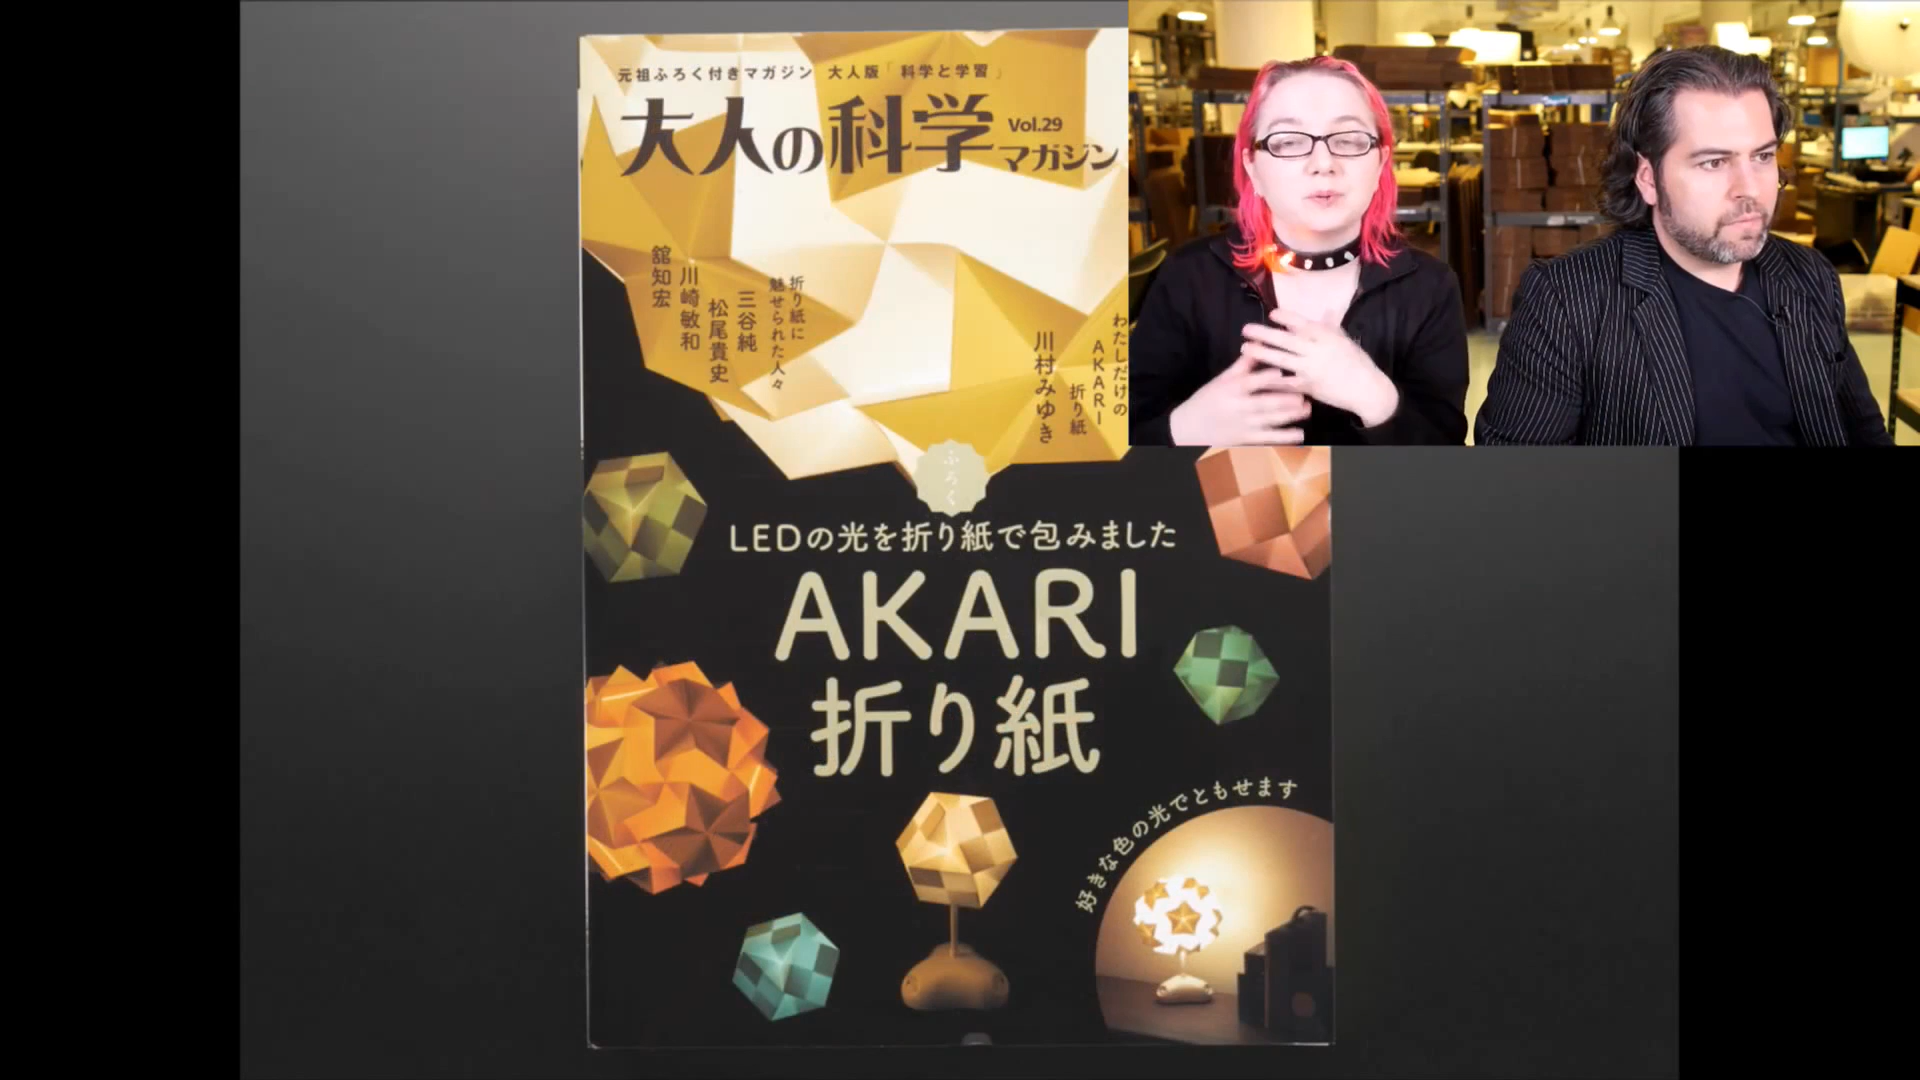 元祖ふろく付きマガジン 大人版「科学と学習」
大人の科学
Vol.29
マガジン
わたしだけの
AKARI
折り紙
川村みゆき
折り紙に
魅せられた人々
三谷純
松尾貴史
川崎敏和
舘知宏
ふろく
LEDの光を折り紙で包みました
AKARI
折り紙
好きな色の光でともせます